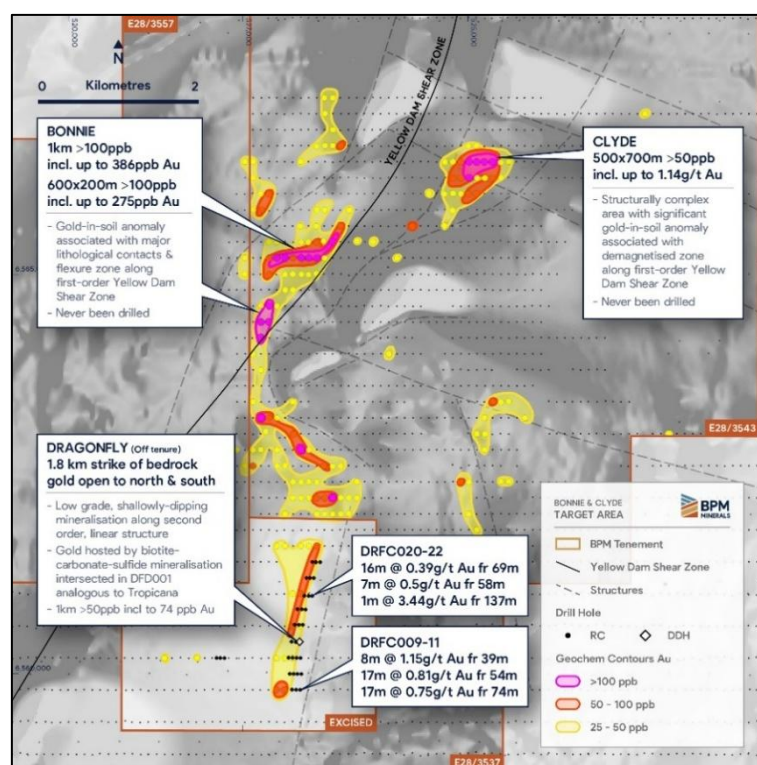 520,000
E28/3557
525,000
N
0 Kilometres 2
YELLOW DAM SHEAR ZONE
BONNIE
1km >100ppb
incl. up to 386ppb Au
600x200m >100ppb
incl. up to 275ppb Au
- Gold-in-soil anomaly
associated with major
lithological contacts &
flexure zone along
first-order Yellow Dam
Shear Zone
- Never been drilled
CLYDE
500x700m >50ppb
incl. up to 1.14g/t Au
- Structurally complex
area with significant
gold-in-soil anomaly
associated with
demagnetised zone
along first-order Yellow
Dam Shear Zone
- Never been drilled
6,565,000
E28/3543
DRAGONFLY (Off tenure)
1.8 km strike of bedrock
gold open to north & south
- Low grade, shallowly-dipping
mineralisation along second
order, linear structure
- Gold hosted by biotite-
carbonate-sulfide mineralisation
intersected in DFD001
analogous to Tropicana
- 1km >50ppb incl to 74 ppb Au
DRFC020-22
16m @ 0.39g/t Au fr 69m
7m @ 0.5g/t Au fr 58m
1m @ 3.44g/t Au fr 137m
DRFC009-11
8m @ 1.15g/t Au fr 39m
17m @ 0.81g/t Au fr 54m
17m @ 0.75g/t Au fr 74m
6,560,000
EXCISED
E28/3537
BONNIE & CLYDE
TARGET AREA
BPM
MINERALS
BPM Tenement
Yellow Dam Shear Zone
Structures
Drill Hole
RC DDH
Geochem Contours Au
>100 ppb
50 - 100 ppb
25 - 50 ppb